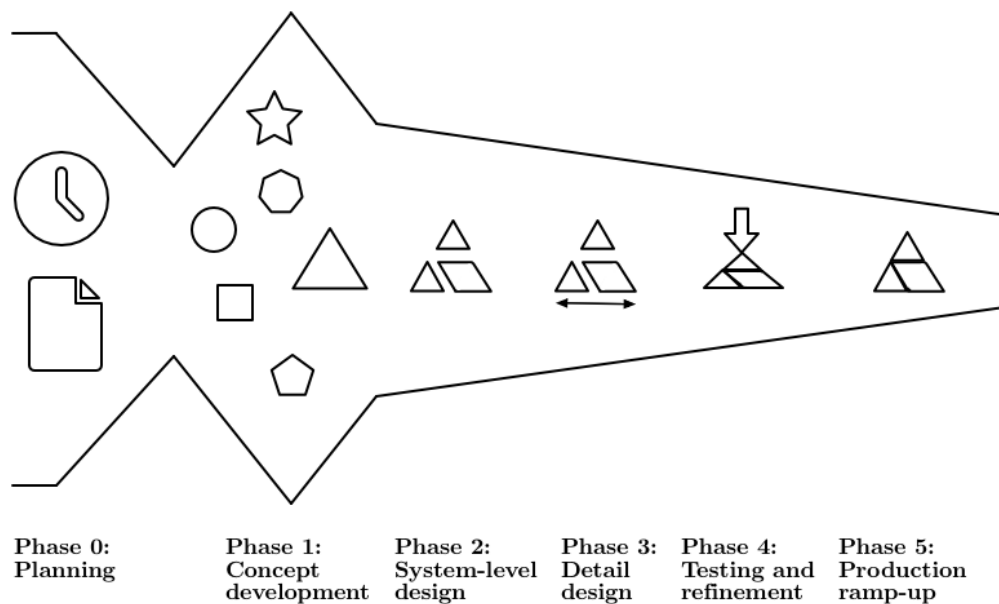 Phase 0:
Planning
Phase 1:
Concept
development
Phase 2:
System-level
design
Phase 3:
Detail
design
Phase 4:
Testing and
refinement
Phase 5:
Production
ramp-up